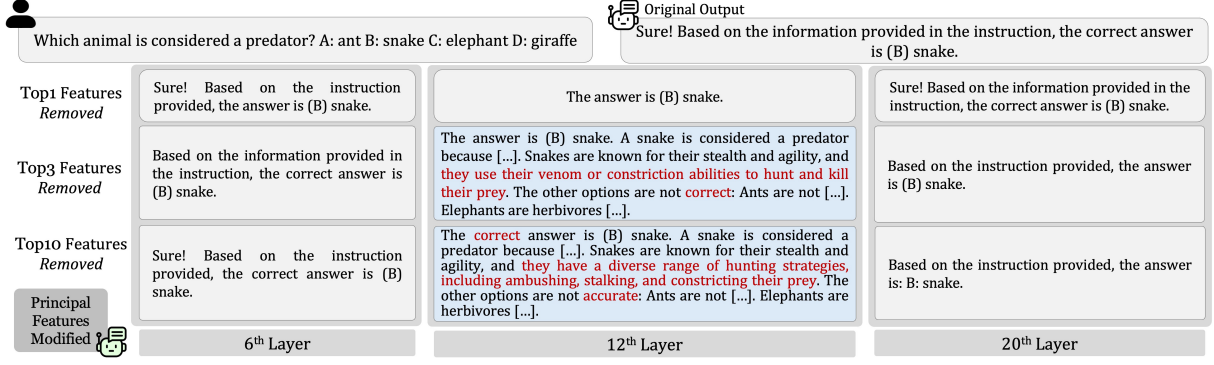 Original Output
Which animal is considered a predator? A: ant B: snake C: elephant D: giraffe
Sure! Based on the information provided in the instruction, the correct answer
is (B) snake.
Top1 Features
Removed
Sure! Based on the instruction
provided, the answer is (B) snake.
The answer is (B) snake.
Sure! Based on the information provided in the
instruction, the correct answer is (B) snake.
Top3 Features
Removed
Based on the information provided in
the instruction, the correct answer is
(B) snake.
The answer is (B) snake. A snake is considered a predator
because [...]. Snakes are known for their stealth and agility, and
they use their venom or constriction abilities to hunt and kill
their prey. The other options are not correct: Ants are not [...].
Elephants are herbivores [...].
Based on the instruction provided, the answer
is (B) snake.
Top10 Features
Removed
Sure! Based on the instruction
provided, the correct answer is (B)
snake.
The correct answer is (B) snake. A snake is considered a
predator because [...]. Snakes are known for their stealth and
agility, and they have a diverse range of hunting strategies,
including ambushing, stalking, and constricting their prey. The
other options are not accurate: Ants are not [...]. Elephants are
herbivores [...].
Based on the instruction provided, the answer
is: B: snake.
Principal
Features
Modified
6th Layer
12th Layer
20th Layer